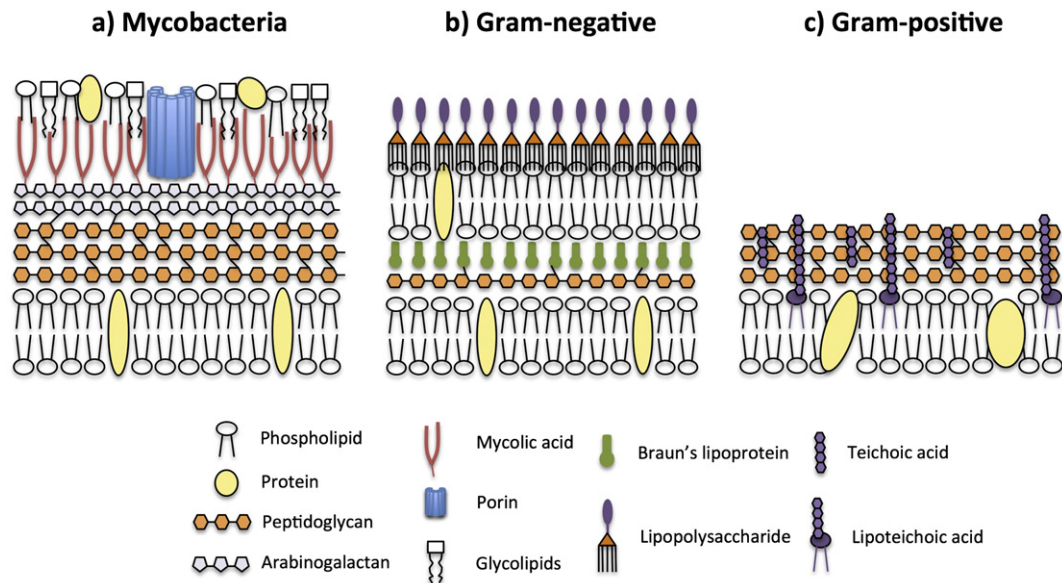 a) Mycobacteria
b) Gram-negative
c) Gram-positive
Phospholipid
Mycolic acid
Braun's lipoprotein
Teichoic acid
Protein
Porin
Peptidoglycan
Lipopolysaccharide
Lipoteichoic acid
Arabinogalactan
Glycolipids